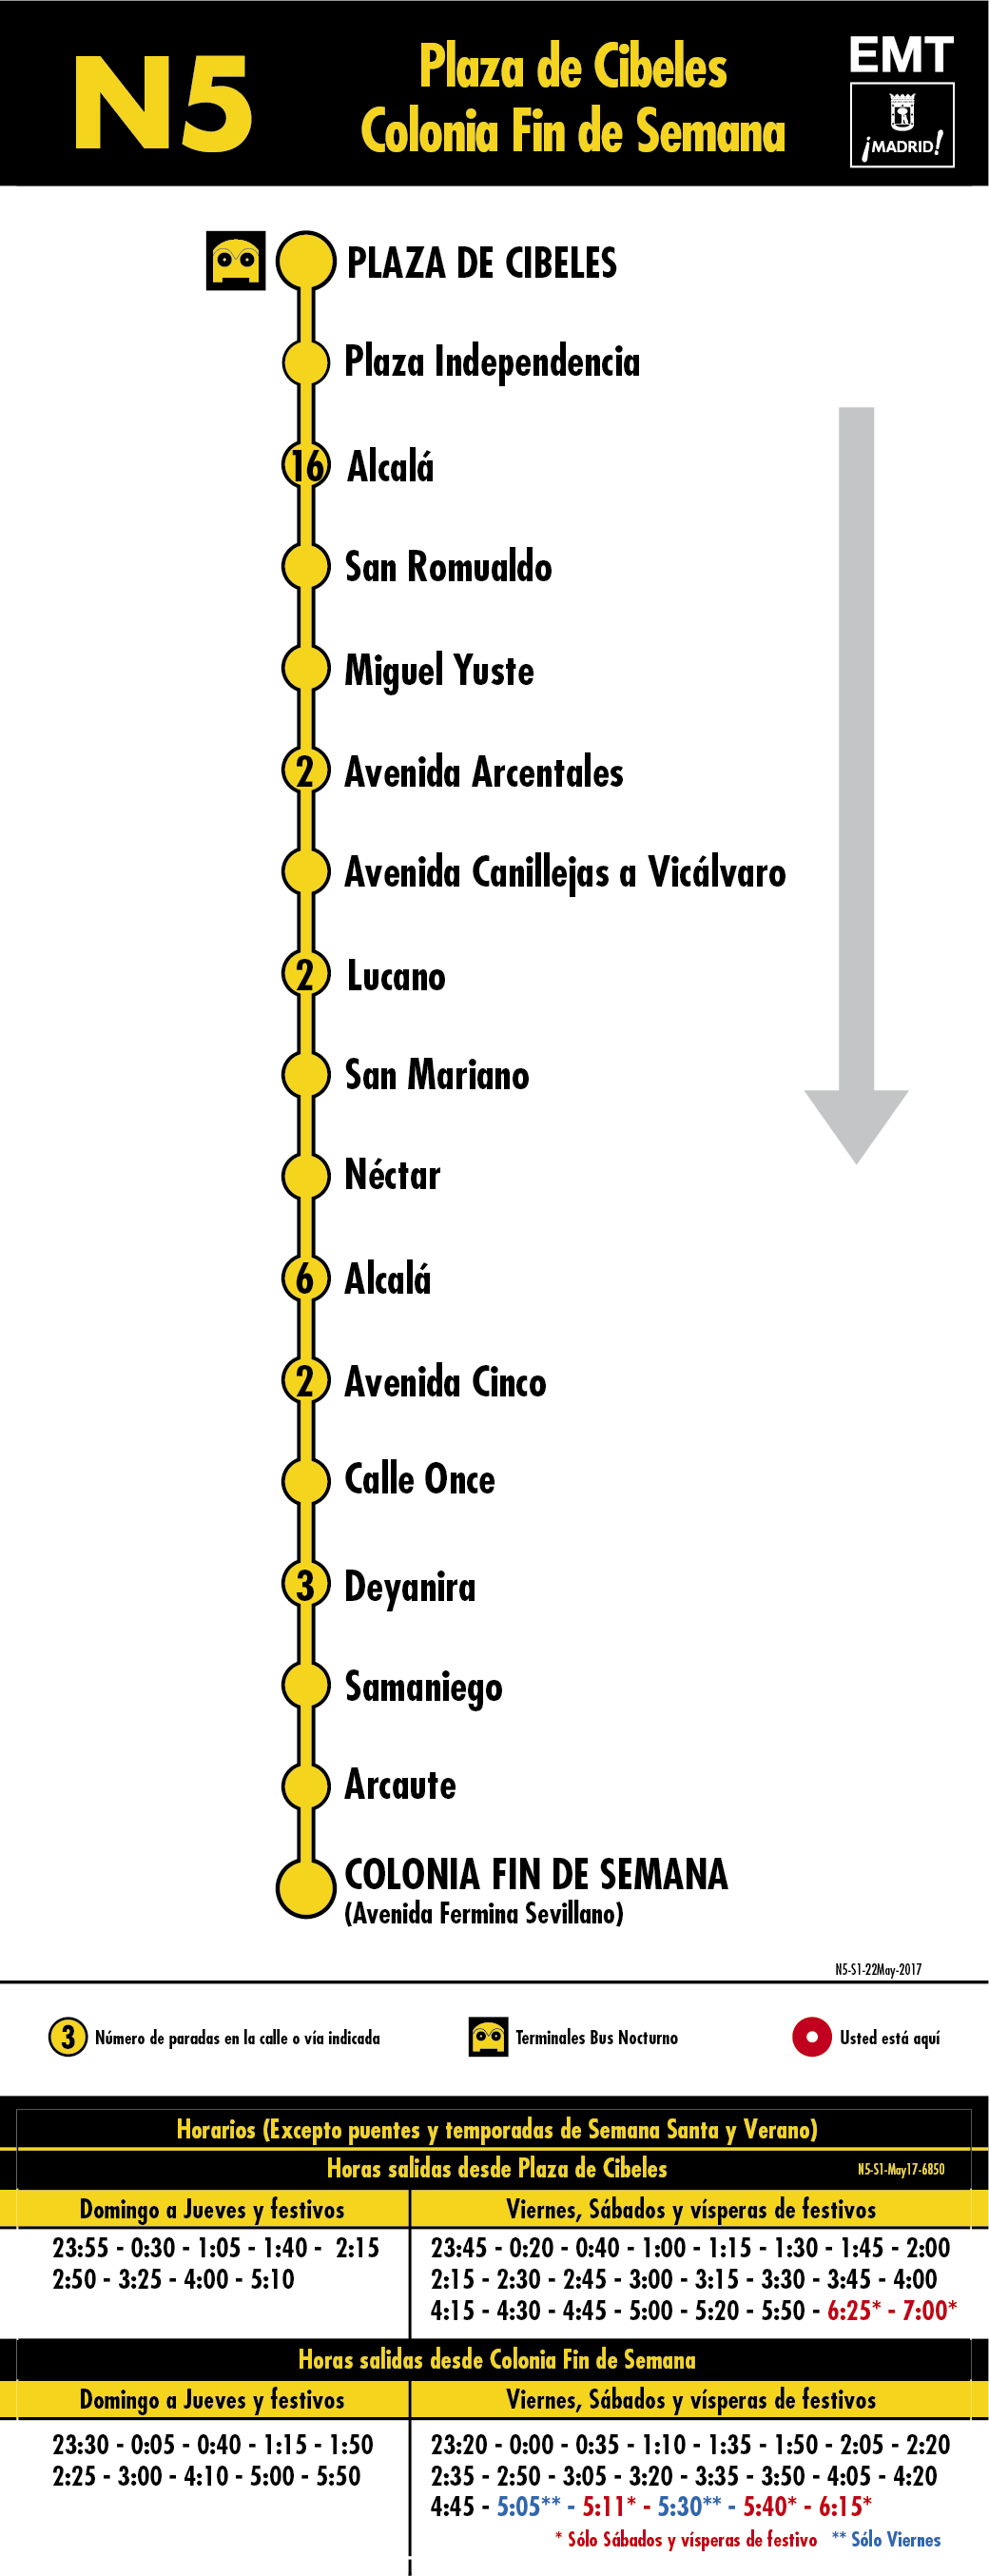 N5
Plaza de Cibeles
Colonia Fin de Semana
EMT
¡MADRID!
PLAZA DE CIBELES
Plaza Independencia
16 Alcalá
San Romualdo
Miguel Yuste
2 Avenida Arcentales
Avenida Canillejas a Vicálvaro
2 Lucano
San Mariano
Néctar
6 Alcalá
2 Avenida Cinco
Calle Once
3 Deyanira
Samaniego
Arcaute
COLONIA FIN DE SEMANA
(Avenida Fermina Sevillano)
N5-S1-22May-2017
3 Número de paradas en la calle o vía indicada
Terminales Bus Nocturno
Usted está aquí
Horarios (Excepto puentes y temporadas de Semana Santa y Verano)
Horas salidas desde Plaza de Cibeles
N5-S1-May17-6850
Domingo a Jueves y festivos
23:55 - 0:30 - 1:05 - 1:40 - 2:15
2:50 - 3:25 - 4:00 - 5:10
Viernes, Sábados y vísperas de festivos
23:45 - 0:20 - 0:40 - 1:00 - 1:15 - 1:30 - 1:45 - 2:00
2:15 - 2:30 - 2:45 - 3:00 - 3:15 - 3:30 - 3:45 - 4:00
4:15 - 4:30 - 4:45 - 5:00 - 5:20 - 5:50 - 6:25* - 7:00*
Horas salidas desde Colonia Fin de Semana
Domingo a Jueves y festivos
23:30 - 0:05 - 0:40 - 1:15 - 1:50
2:25 - 3:00 - 4:10 - 5:00 - 5:50
Viernes, Sábados y vísperas de festivos
23:20 - 0:00 - 0:35 - 1:10 - 1:35 - 1:50 - 2:05 - 2:20
2:35 - 2:50 - 3:05 - 3:20 - 3:35 - 3:50 - 4:05 - 4:20
4:45 - 5:05** - 5:11* - 5:30** - 5:40* - 6:15*
* Sólo Sábados y vísperas de festivo ** Sólo Viernes